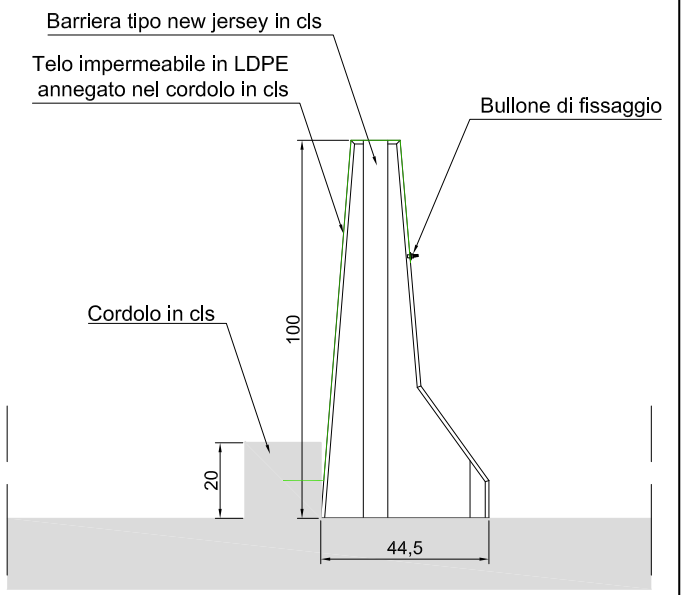 Barriera tipo new jersey in cls
Telo impermeabile in LDPE
annegato nel cordolo in cls
Bullone di fissaggio
Cordolo in cls
100
20
44,5